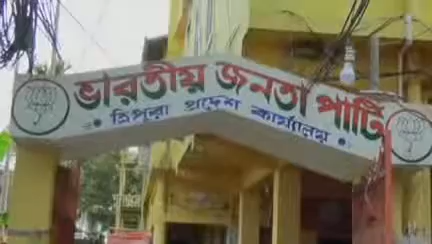 ভারতীয় জনতা পার্টি
• ত্রিপুরা প্রদেশ কার্য্যালয় •